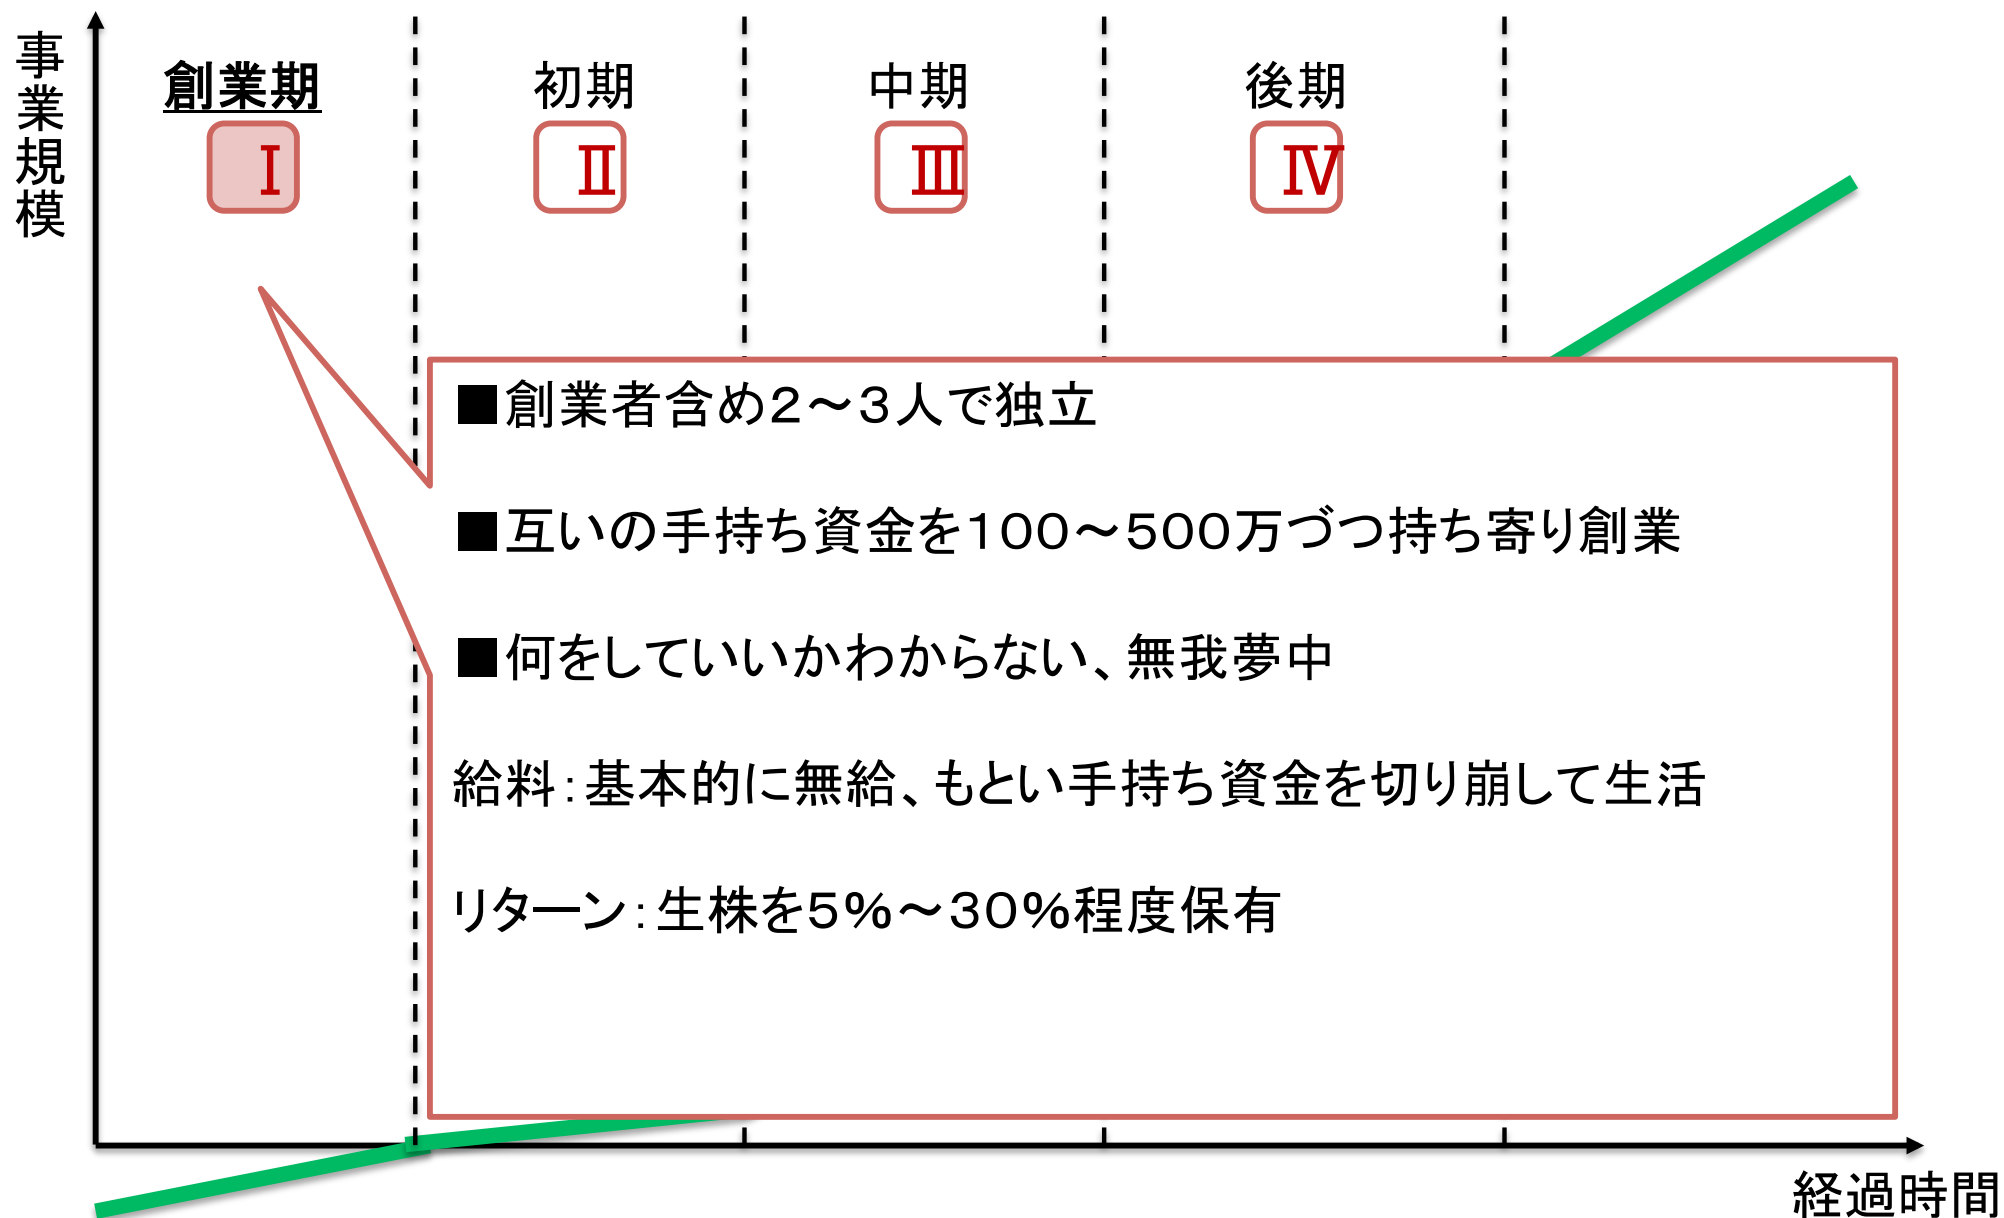 事業規模
創業期
初期
中期
後期
Ⅰ
Ⅱ
Ⅲ
Ⅳ
■創業者含め2～3人で独立
■互いの手持ち資金を100～500万づつ持ち寄り創業
■何をしていいかわからない、無我夢中
給料：基本的に無給、もとい手持ち資金を切り崩して生活
リターン：生株を5%～30%程度保有
経過時間